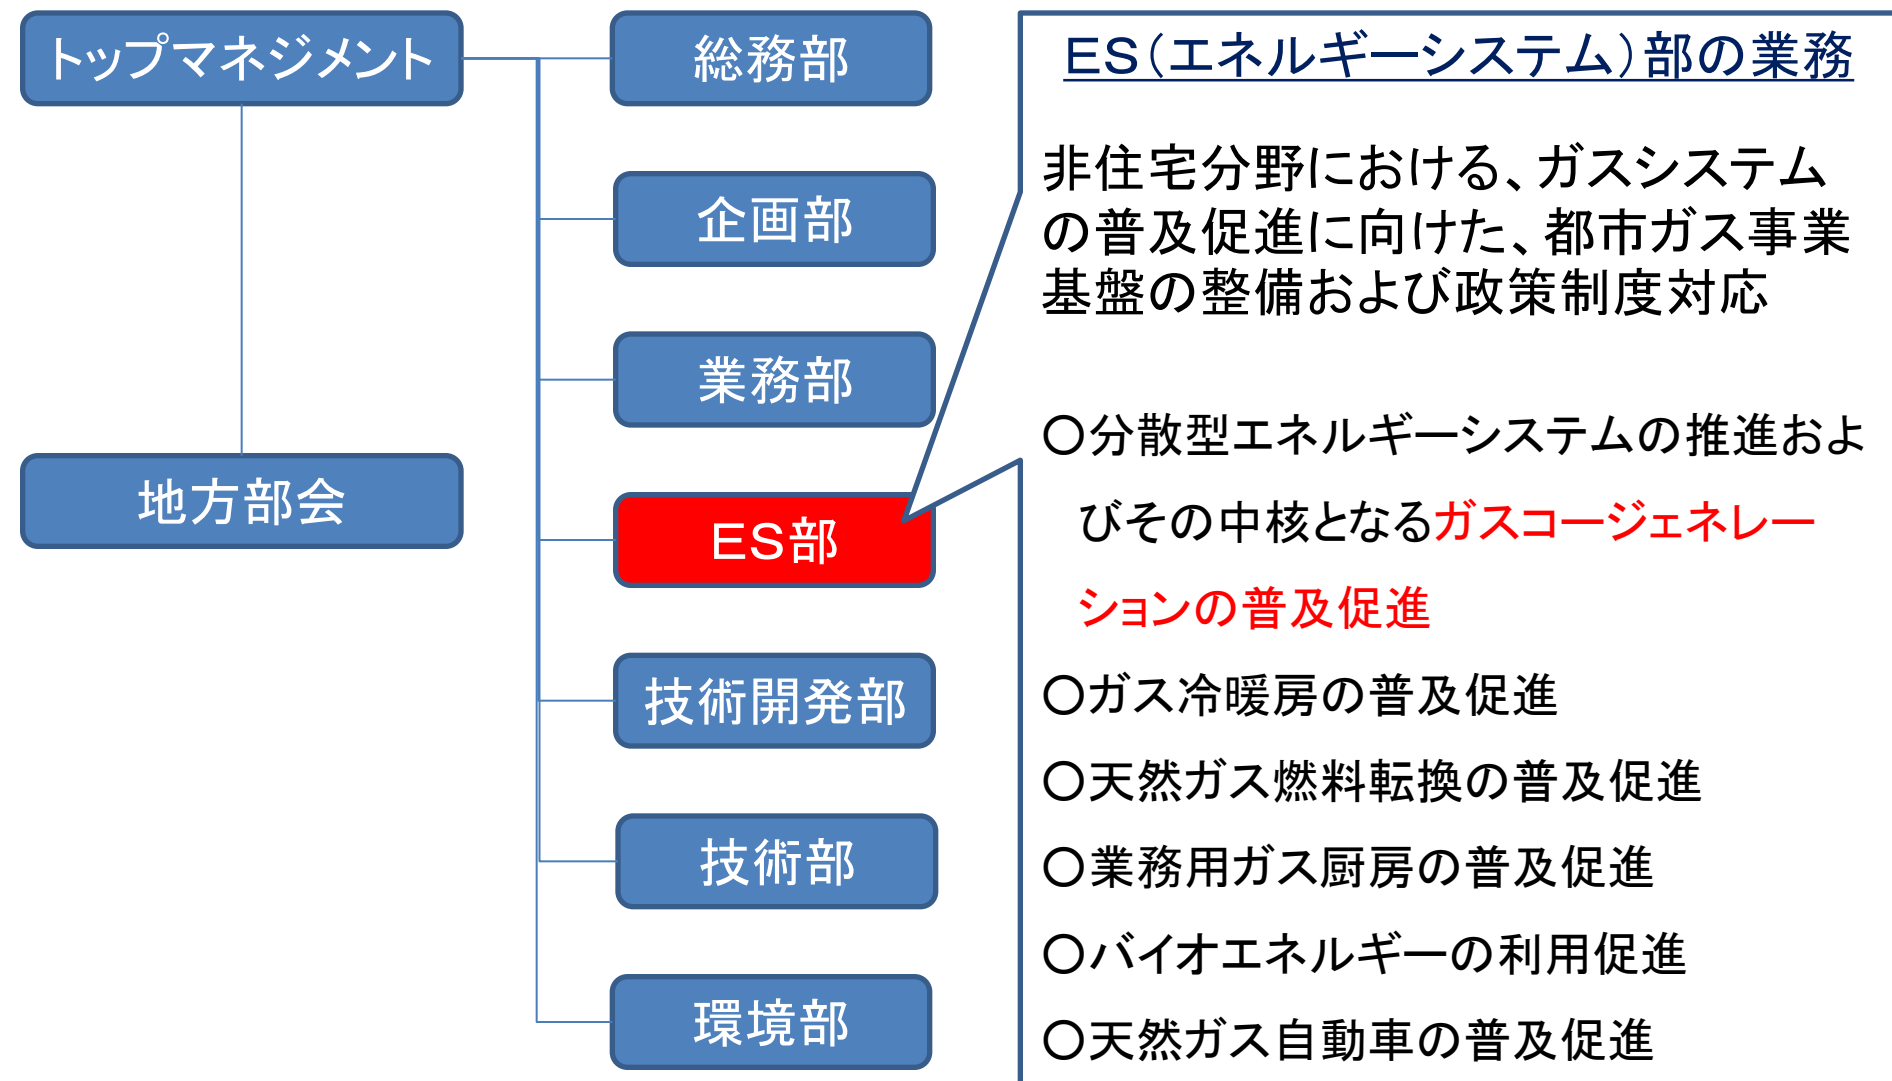 トップマネジメント
地方部会
総務部
企画部
業務部
ES部
技術開発部
技術部
環境部
ES(エネルギーシステム)部の業務
非住宅分野における、ガスシステム
の普及促進に向けた、都市ガス事業
基盤の整備および政策制度対応
○分散型エネルギーシステムの推進およ
びその中核となるガスコージェネレー
ションの普及促進
○ガス冷暖房の普及促進
○天然ガス燃料転換の普及促進
○業務用ガス厨房の普及促進
○バイオエネルギーの利用促進
○天然ガス自動車の普及促進